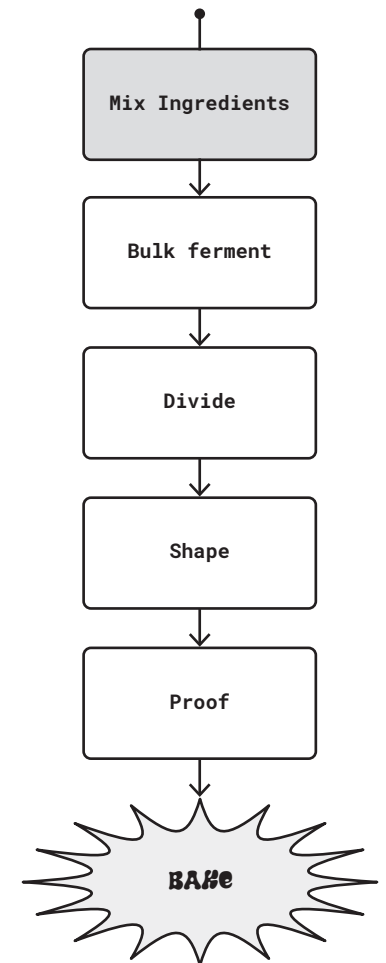 Mix Ingredients
Bulk ferment
Divide
Shape
Proof
BAKe